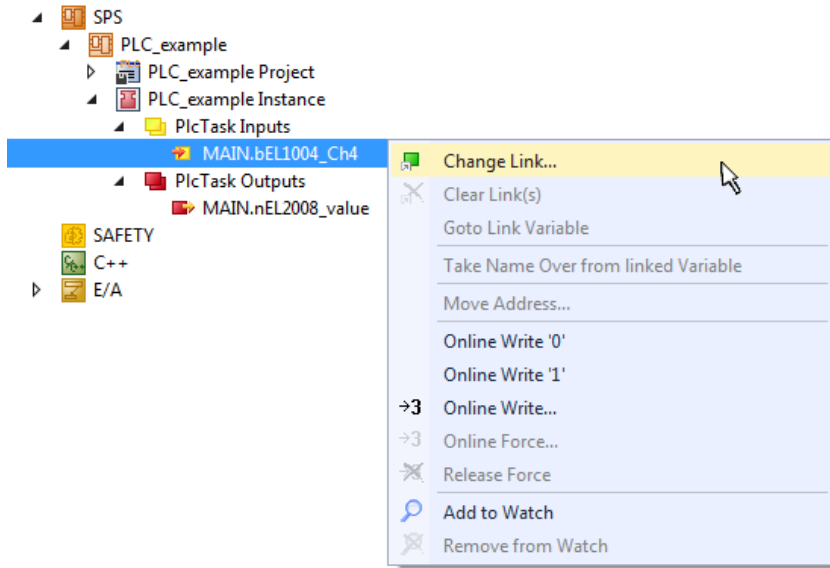 SPS
PLC_example
PLC_example Project
PLC_example Instance
PlcTask Inputs
MAIN.bEL1004_Ch4
PlcTask Outputs
MAIN.nEL2008_value
SAFETY
C++
E/A
Change Link...
Clear Link(s)
Goto Link Variable
Take Name Over from linked Variable
Move Address...
Online Write '0'
Online Write '1'
→3 Online Write...
→3 Online Force...
Release Force
Add to Watch
Remove from Watch